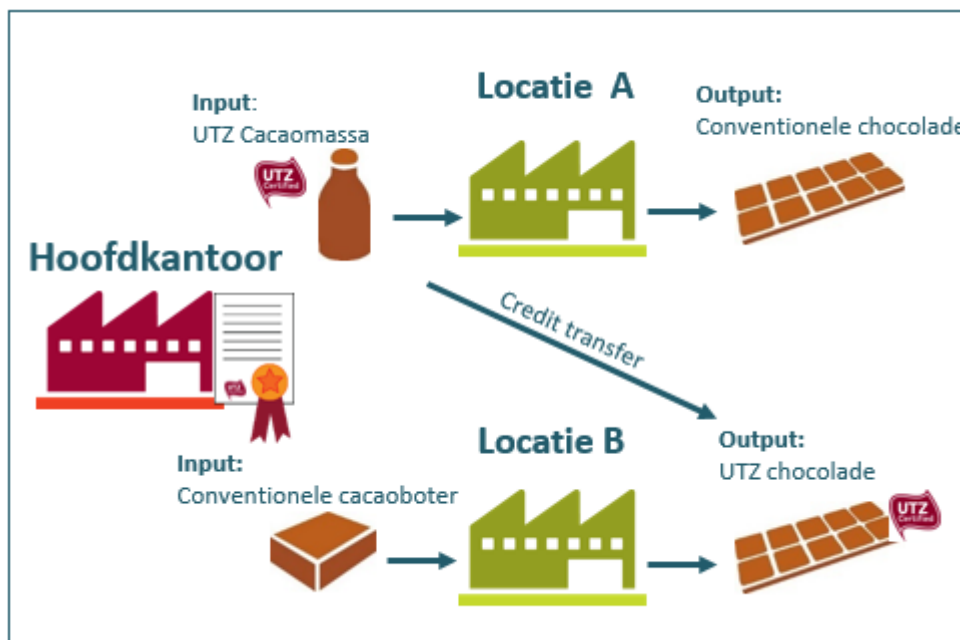 Locatie A
Input:
UTZ Cacaomassa
Output:
Conventionele chocolade
UTZ
Certified
Hoofdkantoor
Credit transfer
Locatie B
Input:
Conventionele cacaoboter
Output:
UTZ chocolade
UTZ
Certified